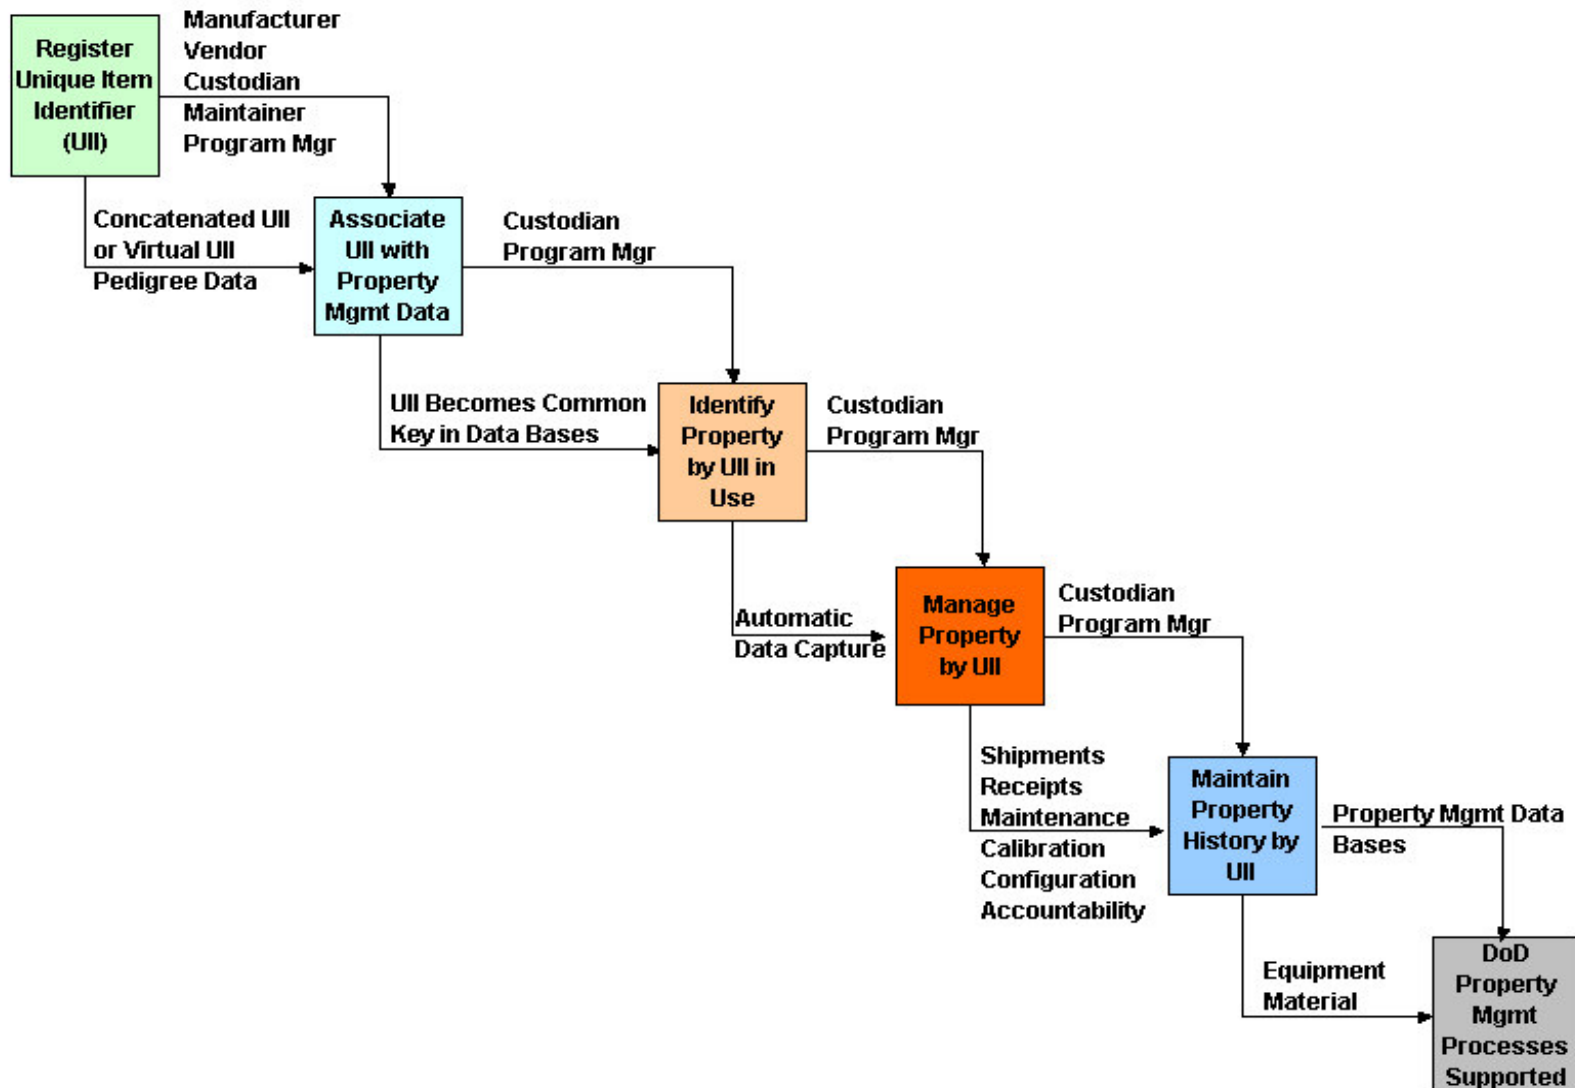 Register
Unique Item
Identifier
(UII)
Manufacturer
Vendor
Custodian
Maintainer
Program Mgr
Concatenated UII
or Virtual UII
Pedigree Data
Associate
UII with
Property
Mgmt Data
Custodian
Program Mgr
UII Becomes Common
Key in Data Bases
Identify
Property
by UII in
Use
Custodian
Program Mgr
Automatic
Data Capture
Manage
Property
by UII
Custodian
Program Mgr
Shipments
Receipts
Maintenance
Calibration
Configuration
Accountability
Maintain
Property
History by
UII
Property Mgmt Data
Bases
Equipment
Material
DoD
Property
Mgmt
Processes
Supported